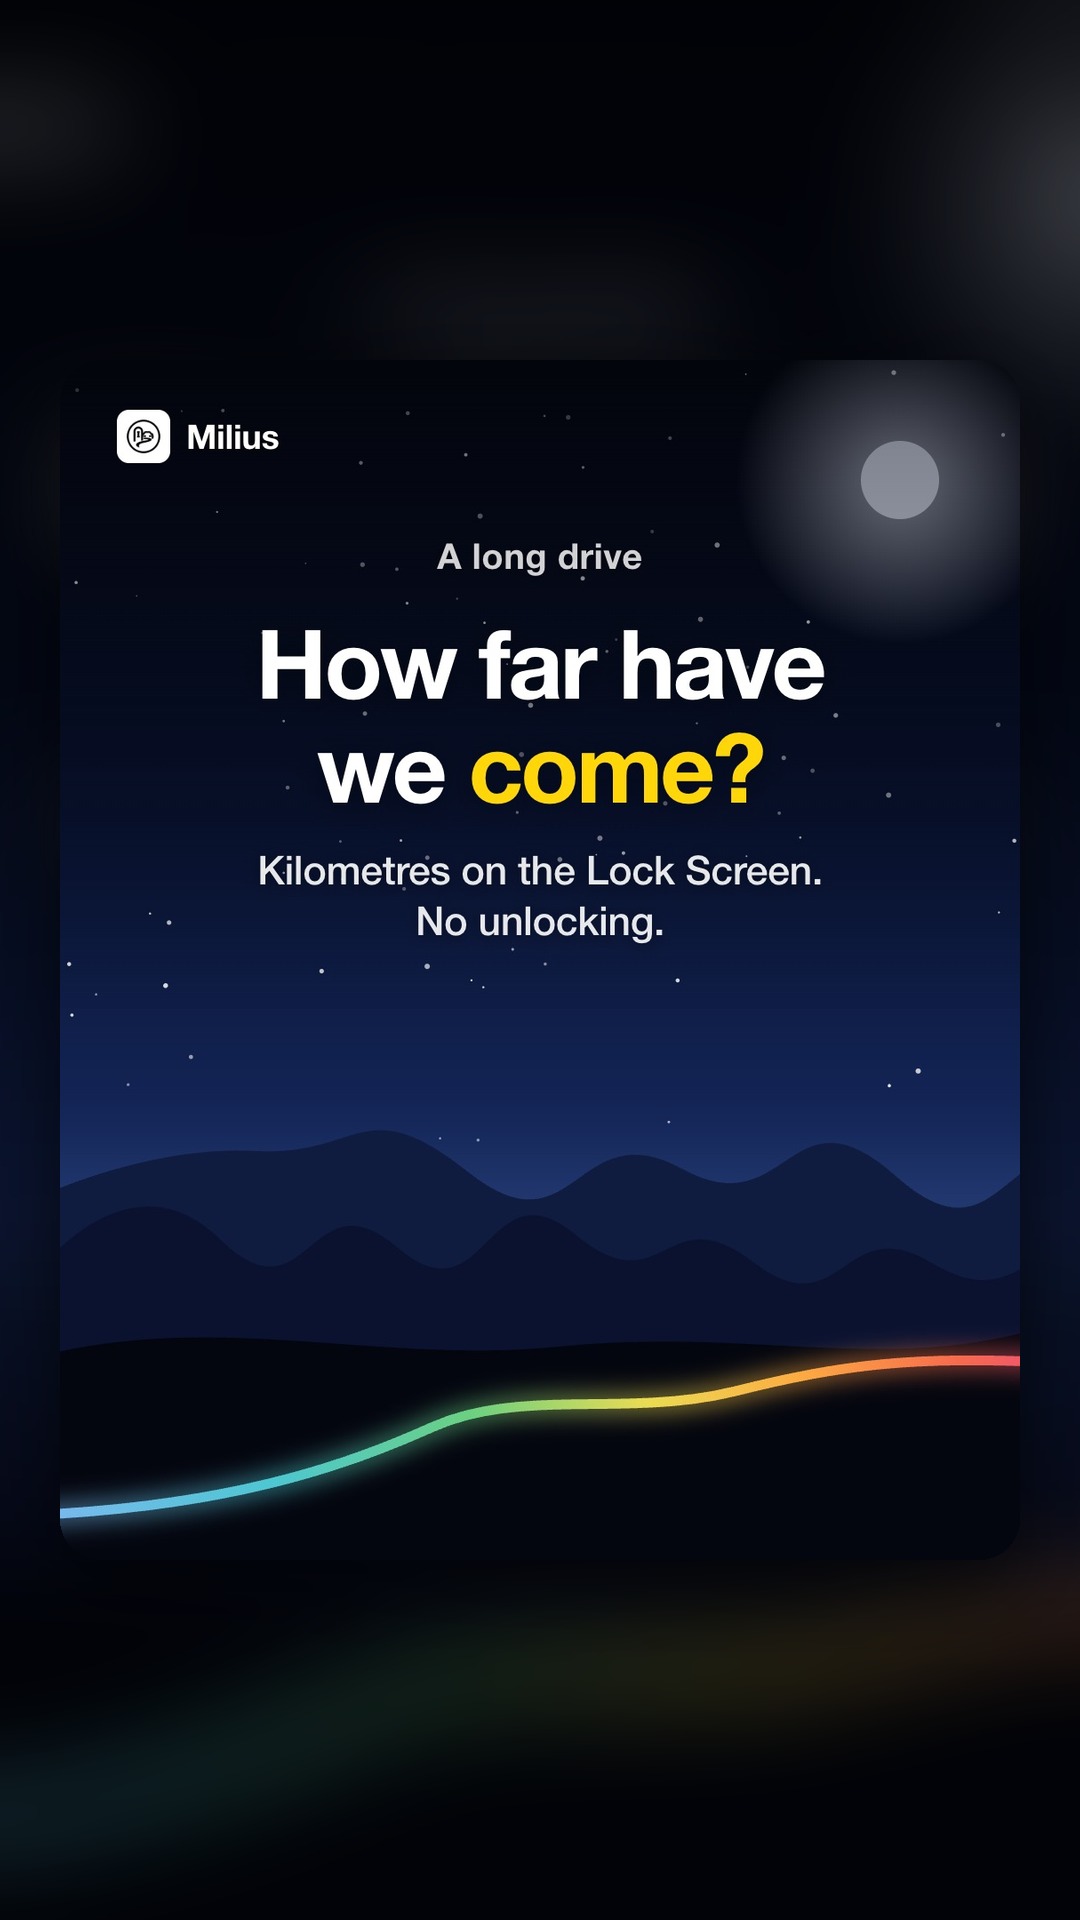 Milius
A long drive
How far have
we come?
Kilometres on the Lock Screen.
No unlocking.